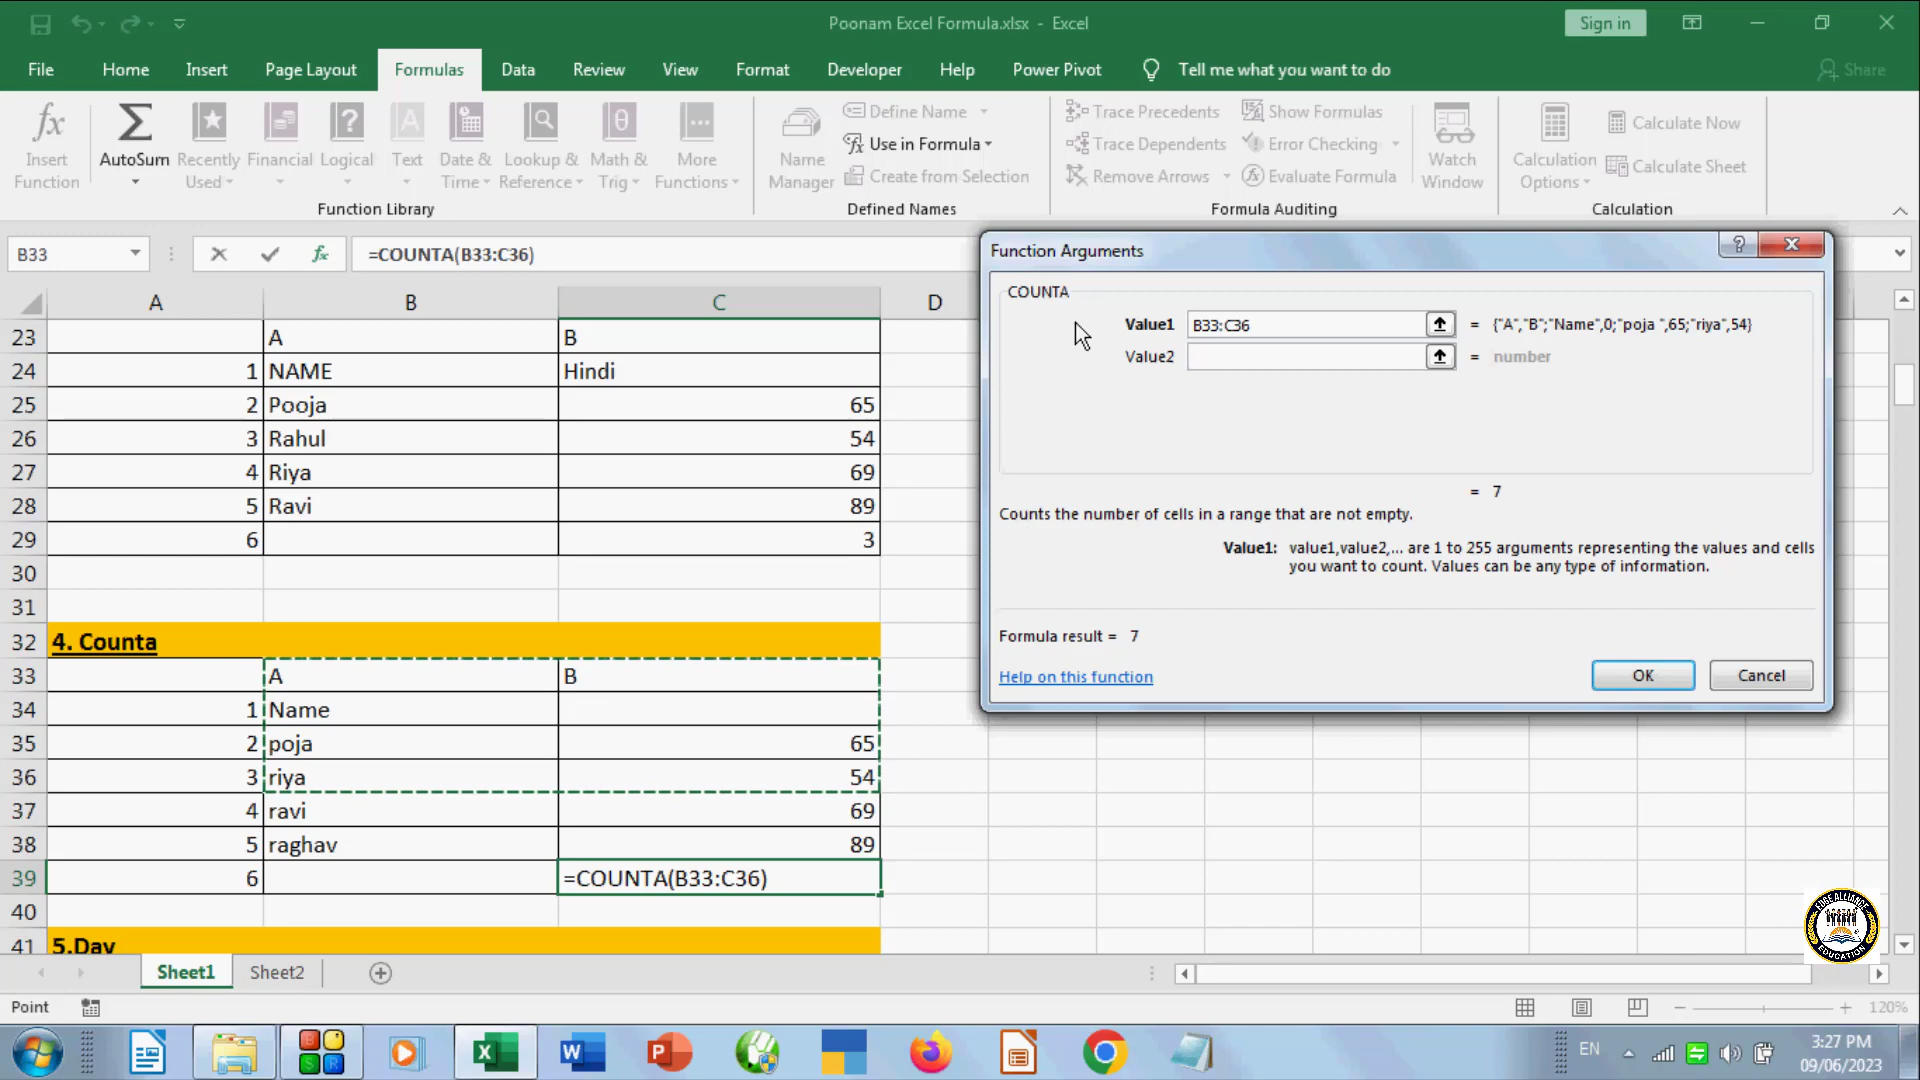 Poonam Excel Formula.xlsx - Excel
Sign in
File Home Insert Page Layout Formulas Data Review View Format Developer Help Power Pivot Tell me what you want to do Share
Insert Function
AutoSum
Recently Used
Financial
Logical
Text
Date & Time
Lookup & Reference
Math & Trig
More Functions
Function Library
Name Manager
Define Name
Use in Formula
Create from Selection
Defined Names
Trace Precedents
Trace Dependents
Remove Arrows
Show Formulas
Error Checking
Evaluate Formula
Formula Auditing
Watch Window
Calculation Options
Calculate Now
Calculate Sheet
Calculation
B33 fx =COUNTA(B33:C36)
A B C D
23 A B
24 1 NAME Hindi
25 2 Pooja 65
26 3 Rahul 54
27 4 Riya 69
28 5 Ravi 89
29 6 3
30
31
32 4. Counta
33 A B
34 1 Name
35 2 poja 65
36 3 riya 54
37 4 ravi 69
38 5 raghav 89
39 6 =COUNTA(B33:C36)
40
41 5.Day
Function Arguments
COUNTA
Value1 B33:C36 = {"A","B";"Name",0;"poja ",65;"riya",54}
Value2 = number
= 7
Counts the number of cells in a range that are not empty.
Value1: value1,value2,... are 1 to 255 arguments representing the values and cells
you want to count. Values can be any type of information.
Formula result = 7
Help on this function
OK Cancel
EDGE ALLIANCE
EDUCATION
Sheet1 Sheet2
Point
120%
EN
3:27 PM
09/06/2023